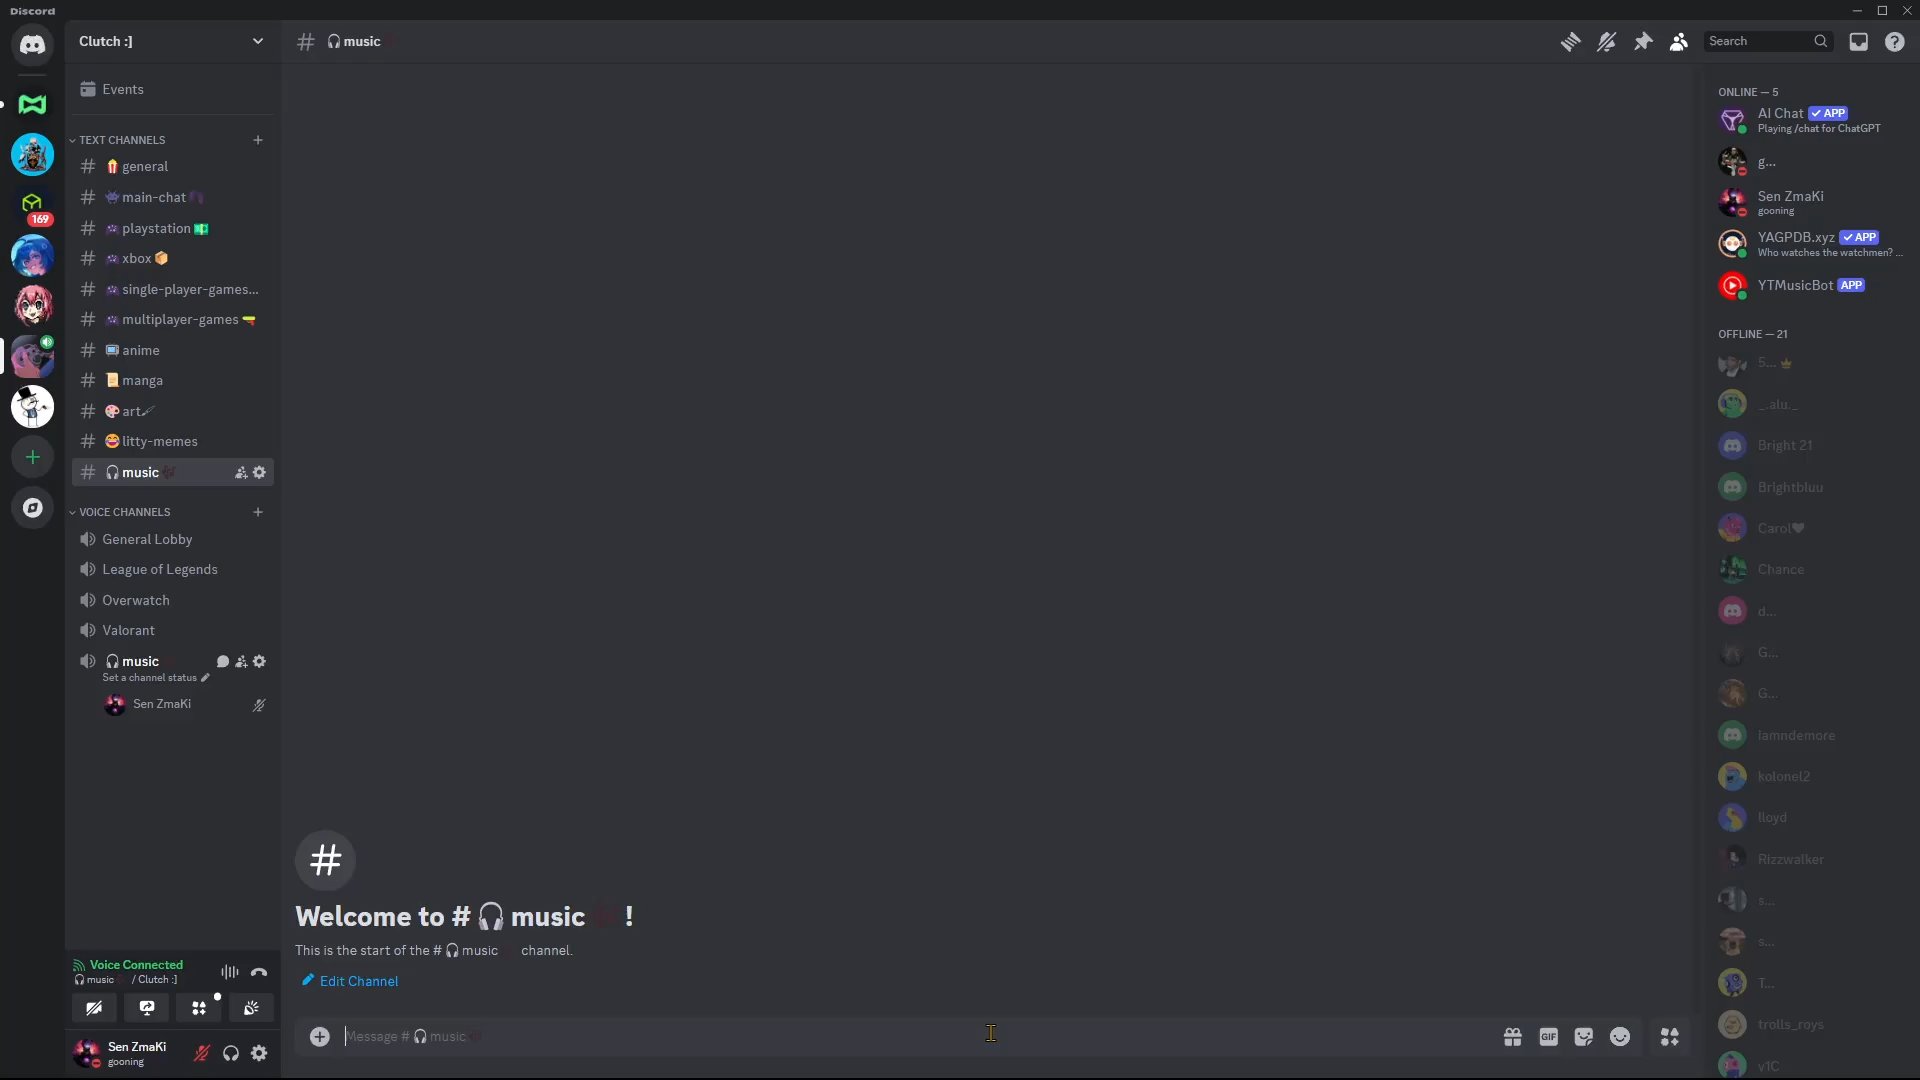 Discord
Clutch :]
music
Search
Events
TEXT CHANNELS
general
main-chat
playstation
xbox
single-player-games...
multiplayer-games
anime
manga
art
litty-memes
music
VOICE CHANNELS
General Lobby
League of Legends
Overwatch
Valorant
music
Set a channel status
Sen ZmaKi
Voice Connected
music / Clutch :]
Sen ZmaKi
gooning
169
Welcome to # music !
This is the start of the # music channel.
Edit Channel
Message # music
GIF
ONLINE — 5
AI Chat APP
Playing /chat for ChatGPT
g...
Sen ZmaKi
gooning
YAGPDB.xyz APP
Who watches the watchmen? ...
YTMusicBot APP
OFFLINE — 21
5...
_.alu._
Bright 21
Brightbluu
Carol
Chance
d...
G...
G...
iamndemore
kolonel2
lloyd
Rizzwalker
s...
s...
T...
trolls_roys
v1C